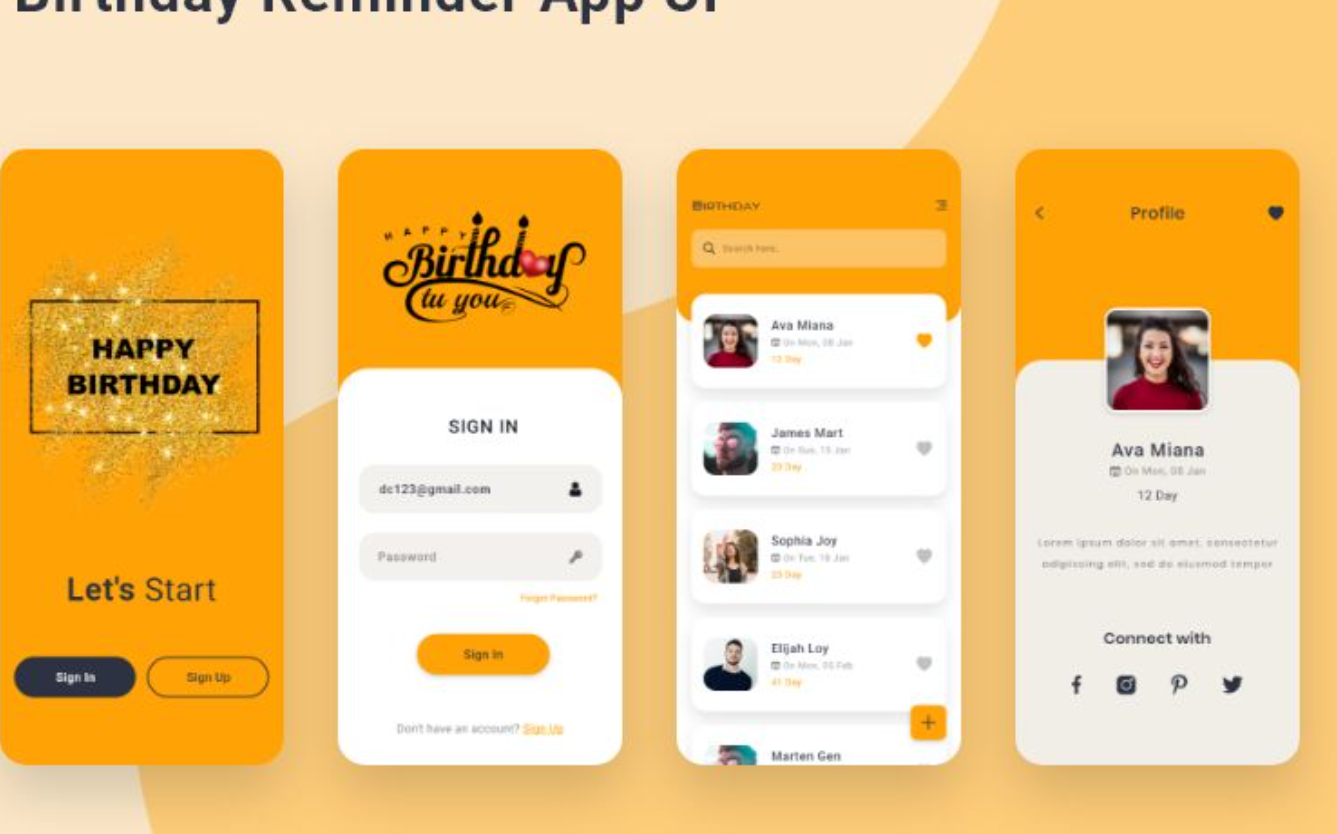 Birthday Reminder App UI
HAPPY
BIRTHDAY
Let's Start
Sign In
Sign Up
HAPPY
Birthday
tu you
SIGN IN
dc123@gmail.com
Password
Forget Password?
Sign In
Don't have an account? Sign Up
BIRTHDAY
Search here..
Ava Miana
On Mon, 08 Jan
12 Day
James Mart
On Sun, 15 Jan
23 Day
Sophia Joy
On Tue, 18 Jan
23 Day
Elijah Loy
On Mon, 05 Feb
41 Day
Marten Gen
Profile
Ava Miana
On Mon, 08 Jan
12 Day
Lorem ipsum dolor sit amet, consectetur
adipiscing elit, sed do eiusmod tempor
Connect with